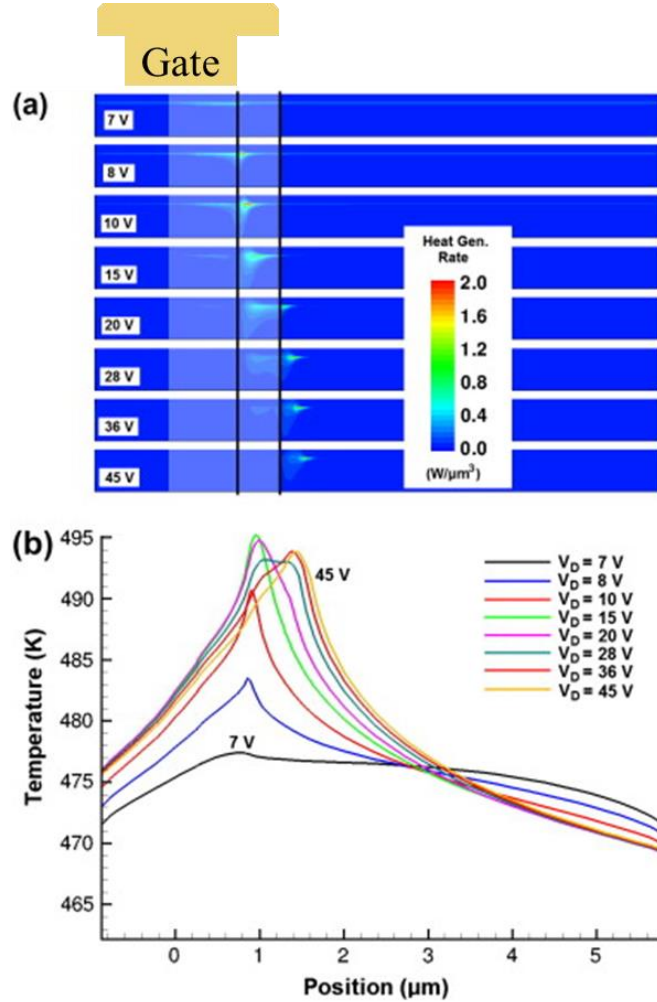 Gate
(a)
7 V
8 V
10 V
15 V
20 V
28 V
36 V
45 V
Heat Gen.
Rate
2.0
1.6
1.2
0.8
0.4
0.0
(W/μm³)
(b)
495
490
485
480
475
470
465
Temperature (K)
45 V
7 V
V_D = 7 V
V_D = 8 V
V_D = 10 V
V_D = 15 V
V_D = 20 V
V_D = 28 V
V_D = 36 V
V_D = 45 V
0 1 2 3 4 5
Position (μm)